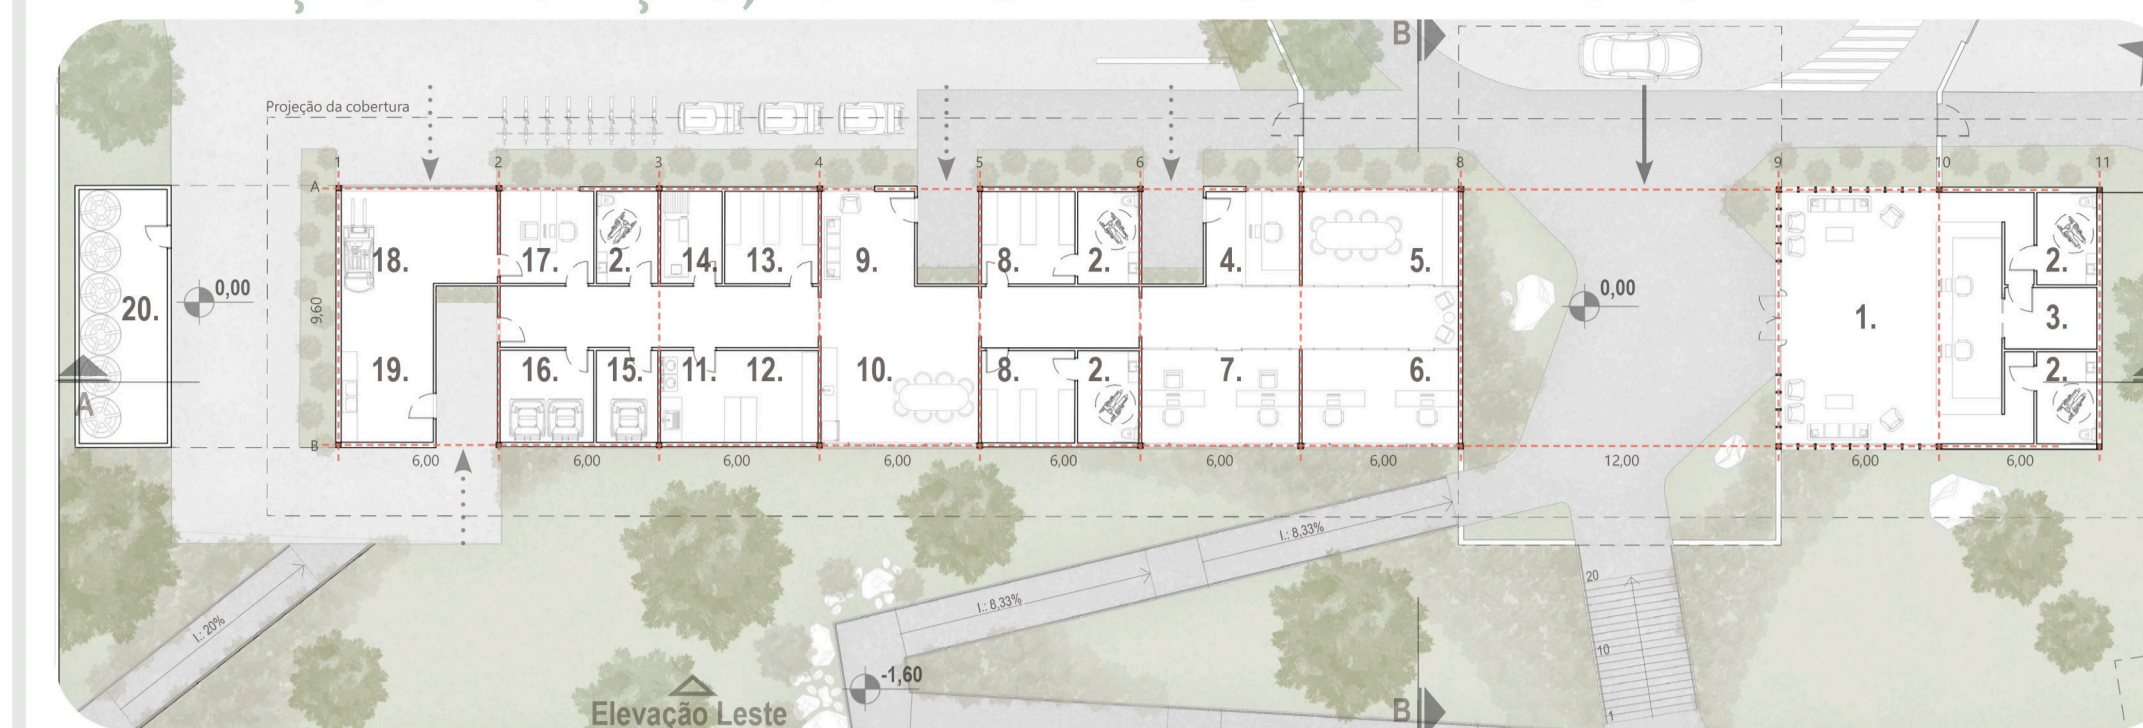 B
Projeção da cobertura
1 2 3 4 5 6 7 8 9 10 11
A
18. 17. 2. 14. 13. 9. 8. 2. 4. 5. 2.
0,00
0,00
20.
9,60
1. 3.
19. 16. 15. 11. 12. 10. 8. 2. 7. 6. 2.
A
B
6,00 6,00 6,00 6,00 6,00 6,00 6,00 12,00 6,00 6,00
I.: 8,33%
I.: 8,33%
I.: 20%
20
10
1
-1,60
Elevação Leste
B